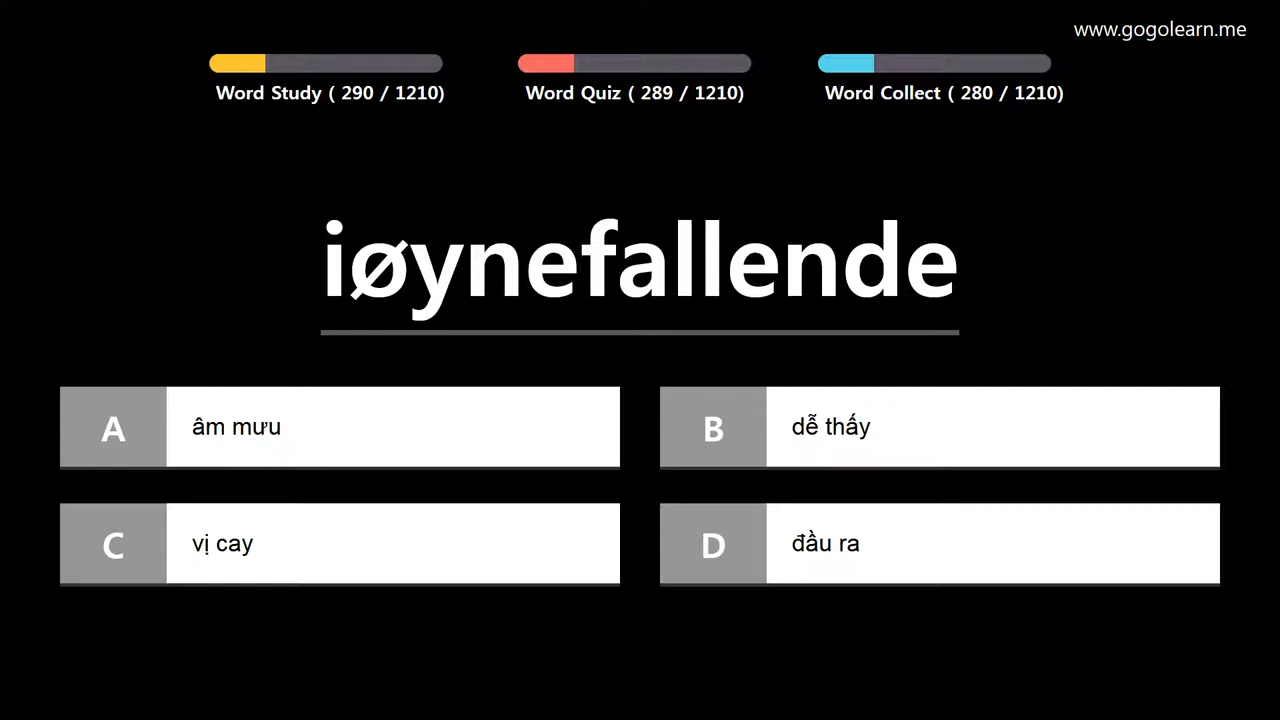 www.gogolearn.me
Word Study ( 290 / 1210)
Word Quiz ( 289 / 1210)
Word Collect ( 280 / 1210)
iøynefallende
A âm mưu
B dễ thấy
C vị cay
D đầu ra